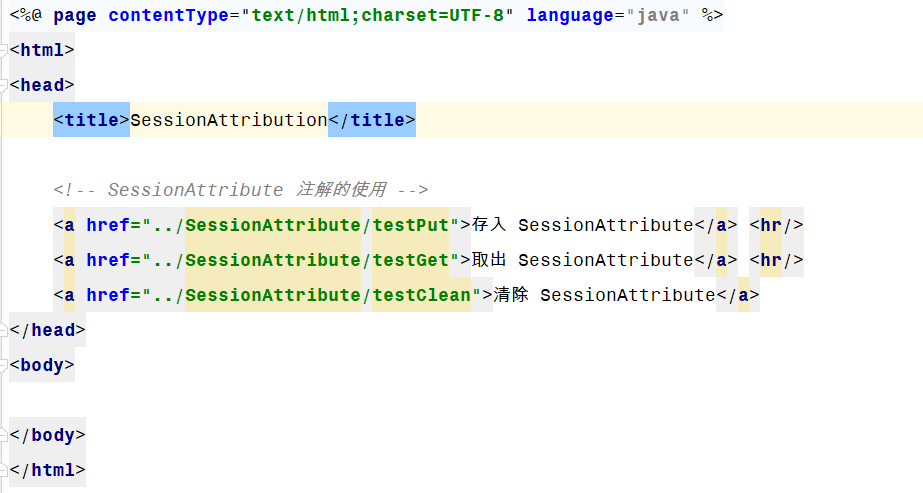 <%@ page contentType="text/html;charset=UTF-8" language="java" %>
<html>
<head>
    <title>SessionAttribution</title>

    <!-- SessionAttribute 注解的使用 -->
    <a href="../SessionAttribute/testPut">存入 SessionAttribute</a> <hr/>
    <a href="../SessionAttribute/testGet">取出 SessionAttribute</a> <hr/>
    <a href="../SessionAttribute/testClean">清除 SessionAttribute</a>
</head>
<body>

</body>
</html>